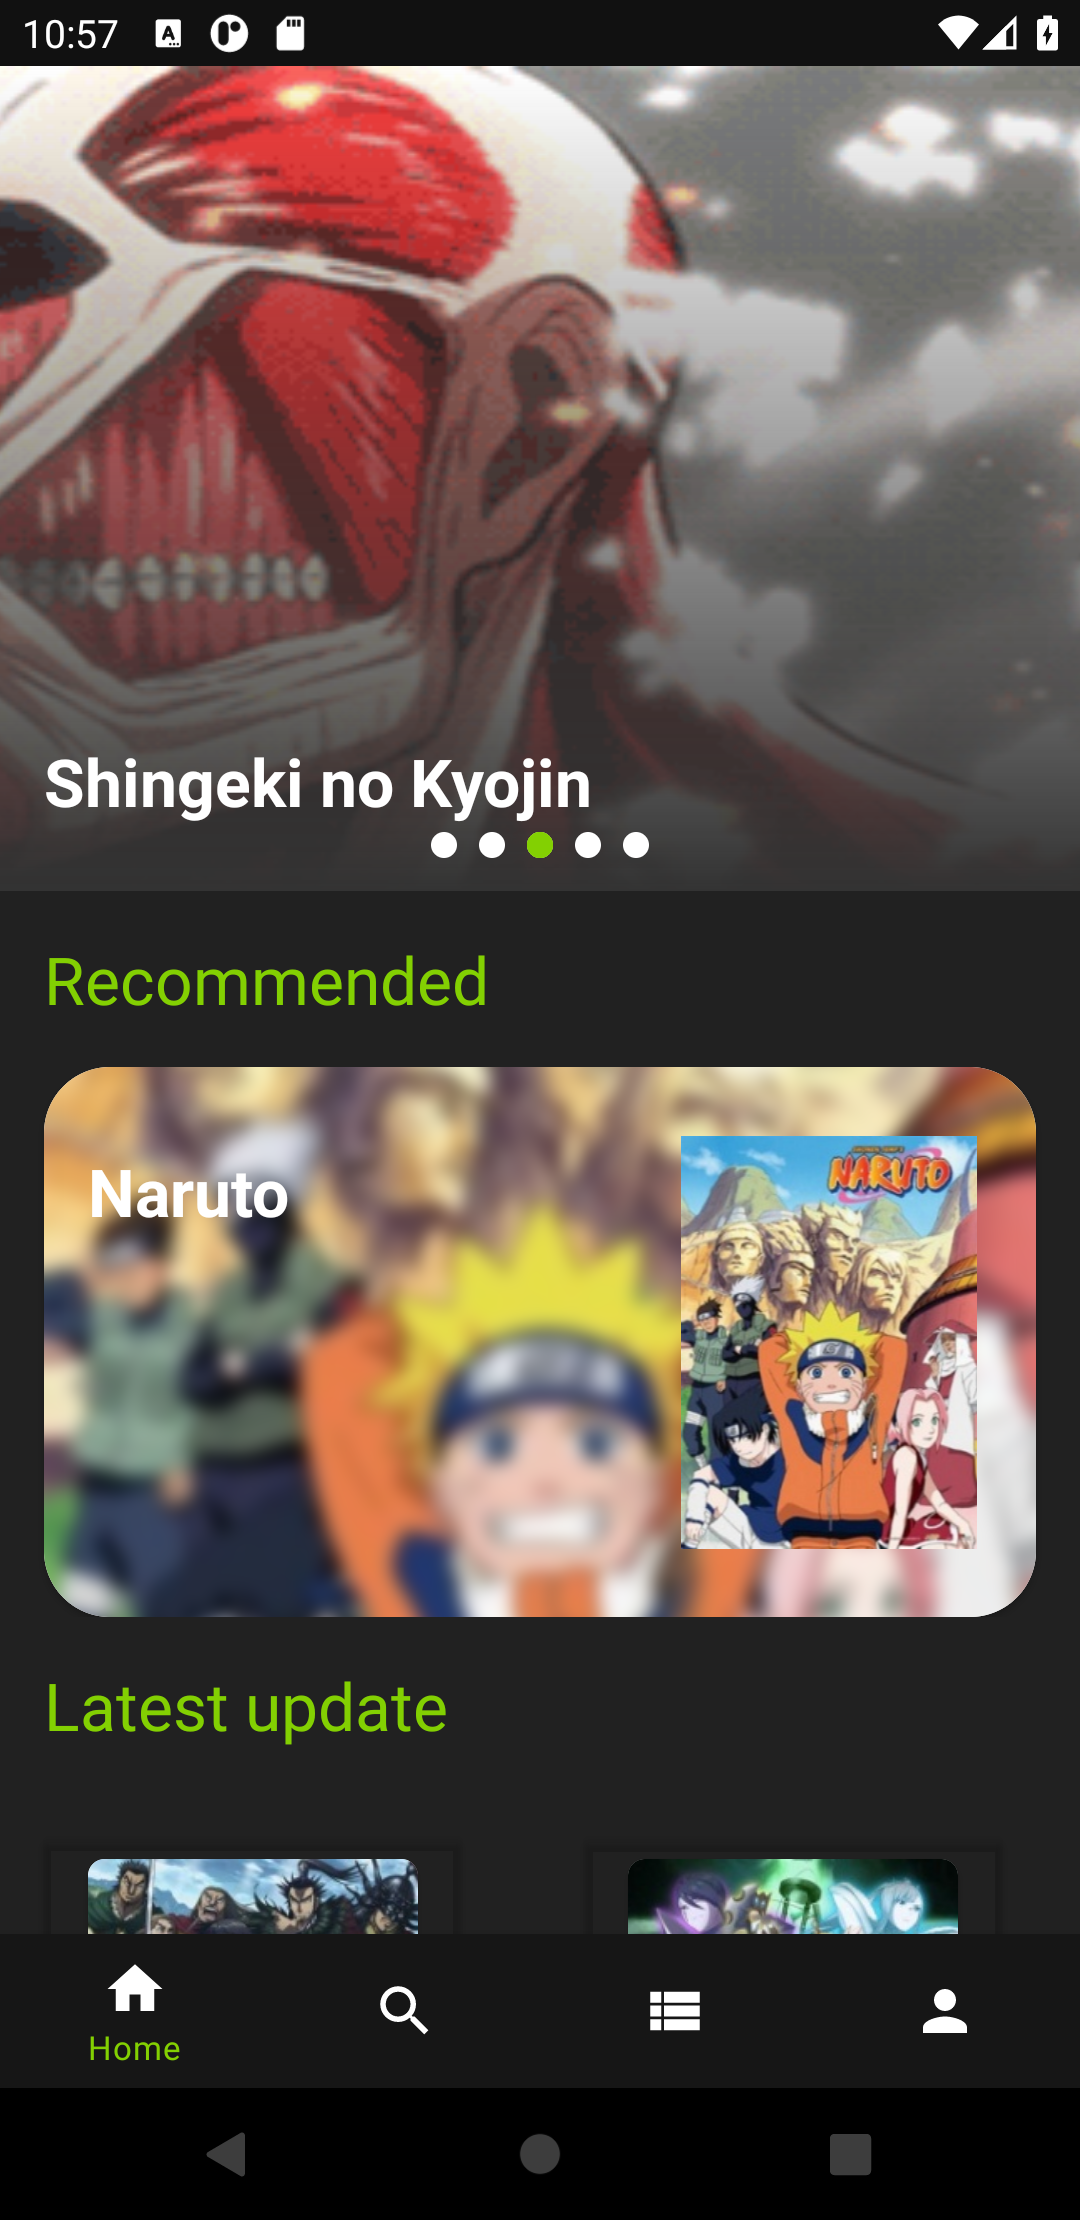 10:57
Shingeki no Kyojin
Recommended
Naruto
NARUTO
Latest update
Home